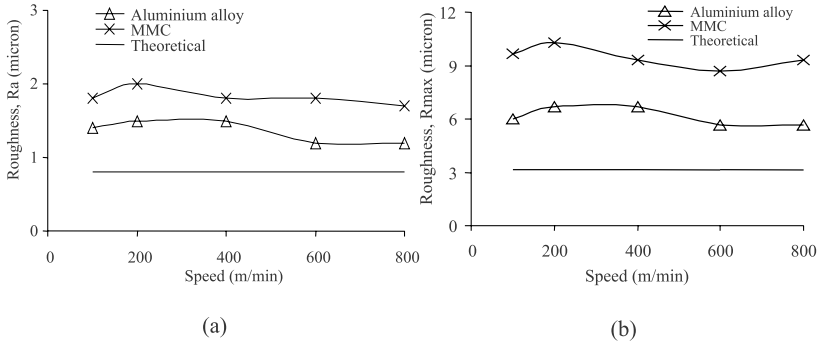 Aluminium alloy
MMC
Theoretical
Roughness, Ra (micron)
3
2
1
0
0 200 400 600 800
Speed (m/min)
(a)
Aluminium alloy
MMC
Theoretical
Roughness, Rmax (micron)
12
9
6
3
0
0 200 400 600 800
Speed (m/min)
(b)